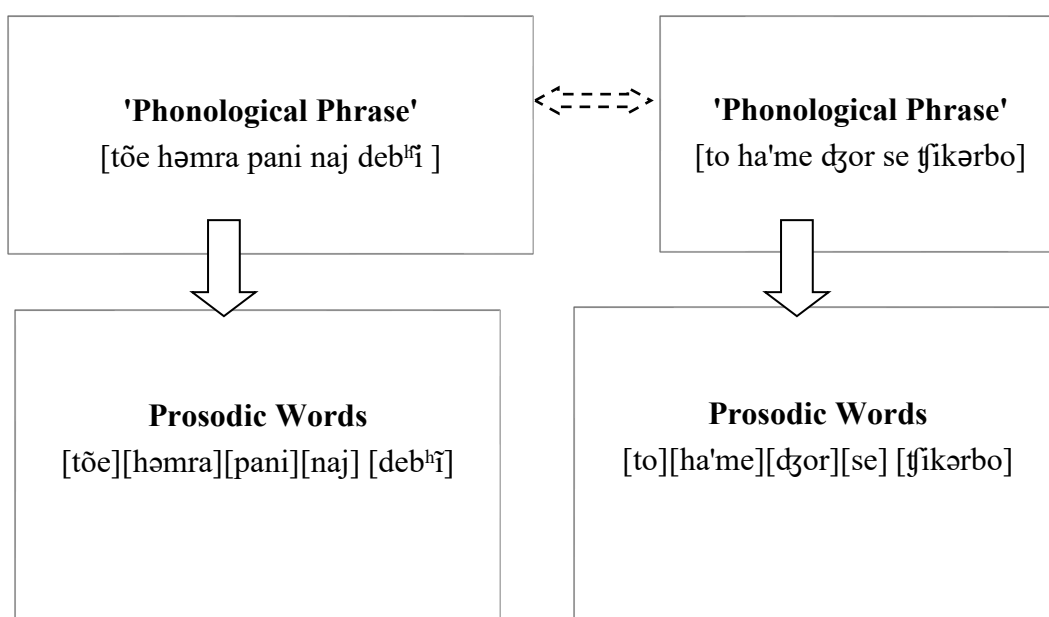 'Phonological Phrase'
[tõe həmra pani naj debʱĩ ]
'Phonological Phrase'
[to ha'me ʤor se ʧikərbo]
Prosodic Words
[tõe][həmra][pani][naj] [debʰĩ]
Prosodic Words
[to][ha'me][ʤor][se] [ʧikərbo]